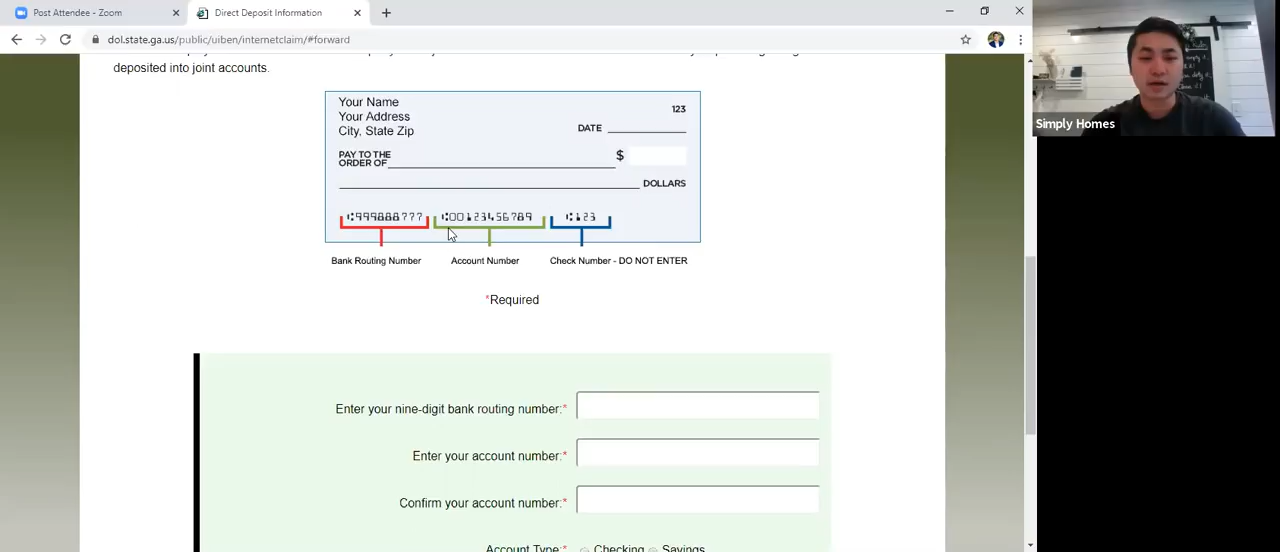 Post Attendee - Zoom
Direct Deposit Information
dol.state.ga.us/public/uiben/internetclaim/#forward
deposited into joint accounts.
Your Name
Your Address
City, State Zip
123
DATE
PAY TO THE
ORDER OF
$
DOLLARS
⑆999888777 ⑆00123456789 ⑆123
Bank Routing Number
Account Number
Check Number - DO NOT ENTER
*Required
Enter your nine-digit bank routing number:*
Enter your account number:*
Confirm your account number:*
Account Type:* Checking Savings
Simply Homes